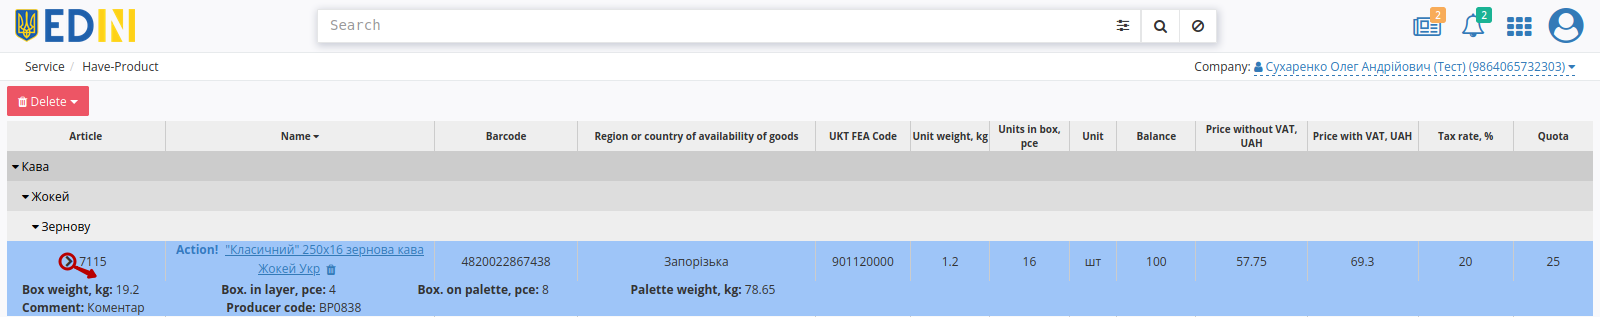 EDIN
Search
2
2
Service / Have-Product
Company: Сухаренко Олег Андрійович (Тест) (9864065732303)
Delete
Article Name Barcode Region or country of availability of goods UKT FEA Code Unit weight, kg Units in box, pce Unit Balance Price without VAT, UAH Price with VAT, UAH Tax rate, % Quota
Кава
Жокей
Зернову
7115 Action! "Класичний" 250х16 зернова кава Жокей Укр 4820022867438 Запорізька 901120000 1.2 16 шт 100 57.75 69.3 20 25
Box weight, kg: 19.2 Box. in layer, pce: 4 Box. on palette, pce: 8 Palette weight, kg: 78.65
Comment: Коментар Producer code: BP0838